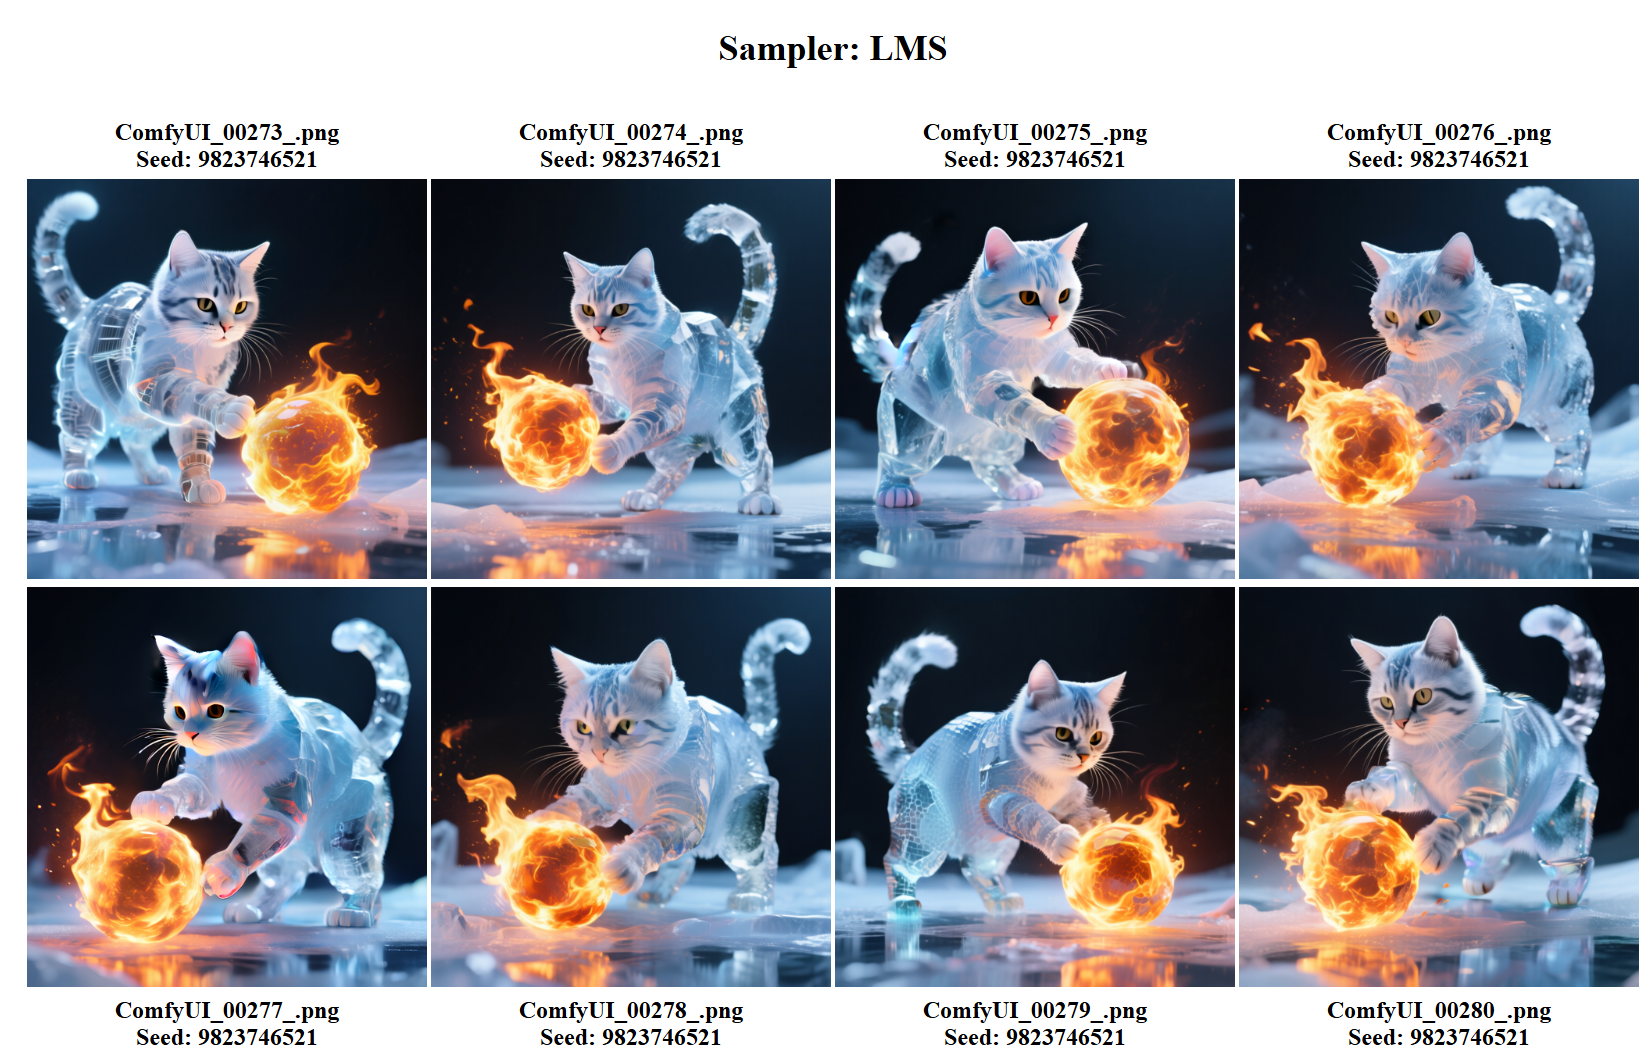 Sampler: LMS
ComfyUI_00273_.png
Seed: 9823746521
ComfyUI_00274_.png
Seed: 9823746521
ComfyUI_00275_.png
Seed: 9823746521
ComfyUI_00276_.png
Seed: 9823746521
ComfyUI_00277_.png
Seed: 9823746521
ComfyUI_00278_.png
Seed: 9823746521
ComfyUI_00279_.png
Seed: 9823746521
ComfyUI_00280_.png
Seed: 9823746521